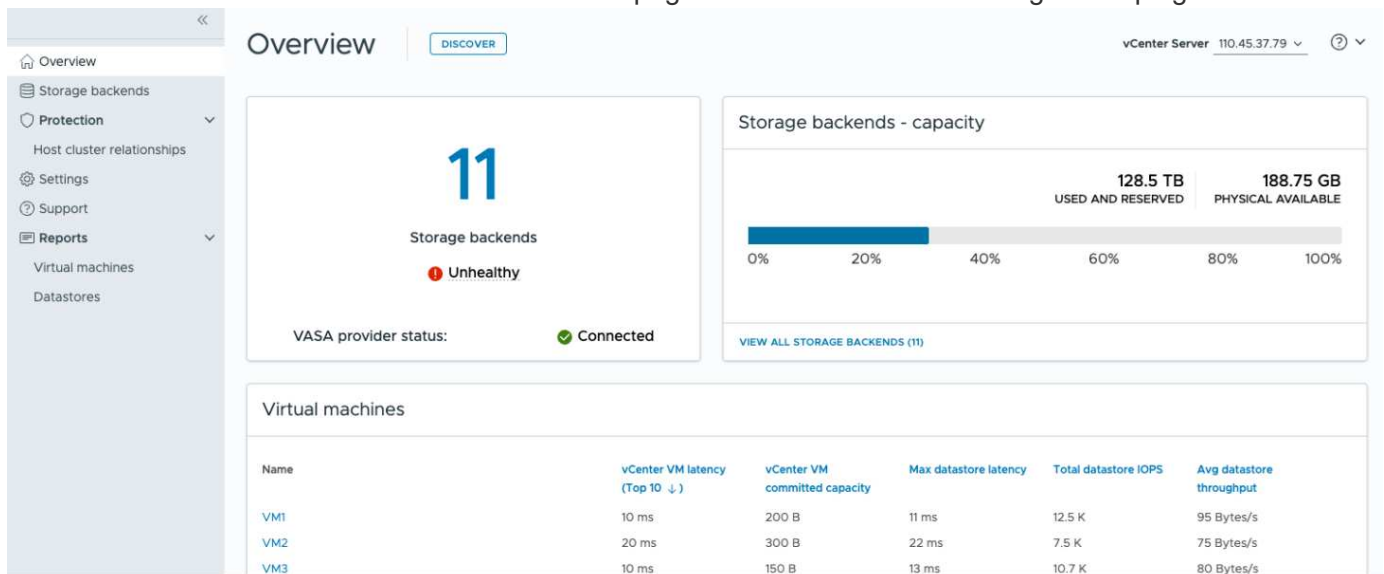 «
Overview
DISCOVER
vCenter Server 110.45.37.79
Overview
Storage backends
Protection
Host cluster relationships
Settings
Support
Reports
Virtual machines
Datastores
11
Storage backends
Unhealthy
VASA provider status: Connected
Storage backends - capacity
128.5 TB 188.75 GB
USED AND RESERVED PHYSICAL AVAILABLE
0% 20% 40% 60% 80% 100%
VIEW ALL STORAGE BACKENDS (11)
Virtual machines
Name vCenter VM latency vCenter VM Max datastore latency Total datastore IOPS Avg datastore
(Top 10 ↓) committed capacity throughput
VM1 10 ms 200 B 11 ms 12.5 K 95 Bytes/s
VM2 20 ms 300 B 22 ms 7.5 K 75 Bytes/s
VM3 10 ms 150 B 13 ms 10.7 K 80 Bytes/s